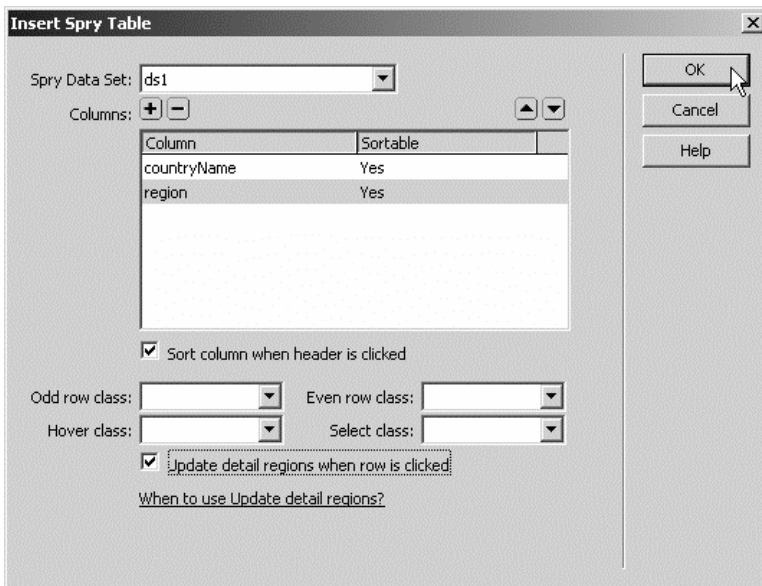 Insert Spry Table
Spry Data Set: ds1
OK
Columns:
Cancel
Column Sortable
countryName Yes
Help
region Yes
Sort column when header is clicked
Odd row class: Even row class:
Hover class: Select class:
Update detail regions when row is clicked
When to use Update detail regions?